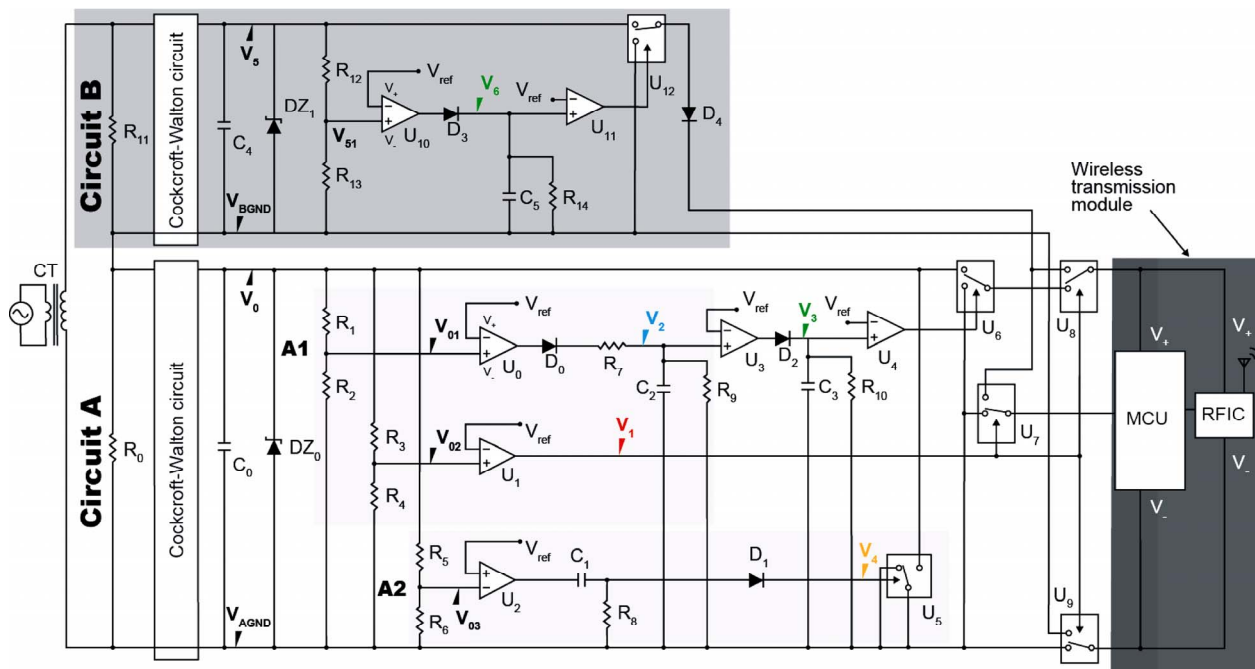 Circuit B
R11
Cockcroft-Walton circuit
V5
C4
DZ1
R12
R13
V51
Vref
V+
V-
U10
D3
V6
C5
R14
Vref
U11
U12
D4
VBGND
Wireless
transmission
module
CT
Circuit A
R0
Cockcroft-Walton circuit
V0
C0
DZ0
A1
R1
R2
V01
Vref
V+
V-
U0
D0
R7
V2
C2
R9
Vref
U3
D2
V3
C3
R10
Vref
U4
U6
U8
R3
R4
V02
Vref
U1
V1
U7
MCU
V+
V-
RFIC
V+
V-
A2
R5
R6
V03
Vref
U2
C1
R8
D1
V4
U5
U9
VAGND